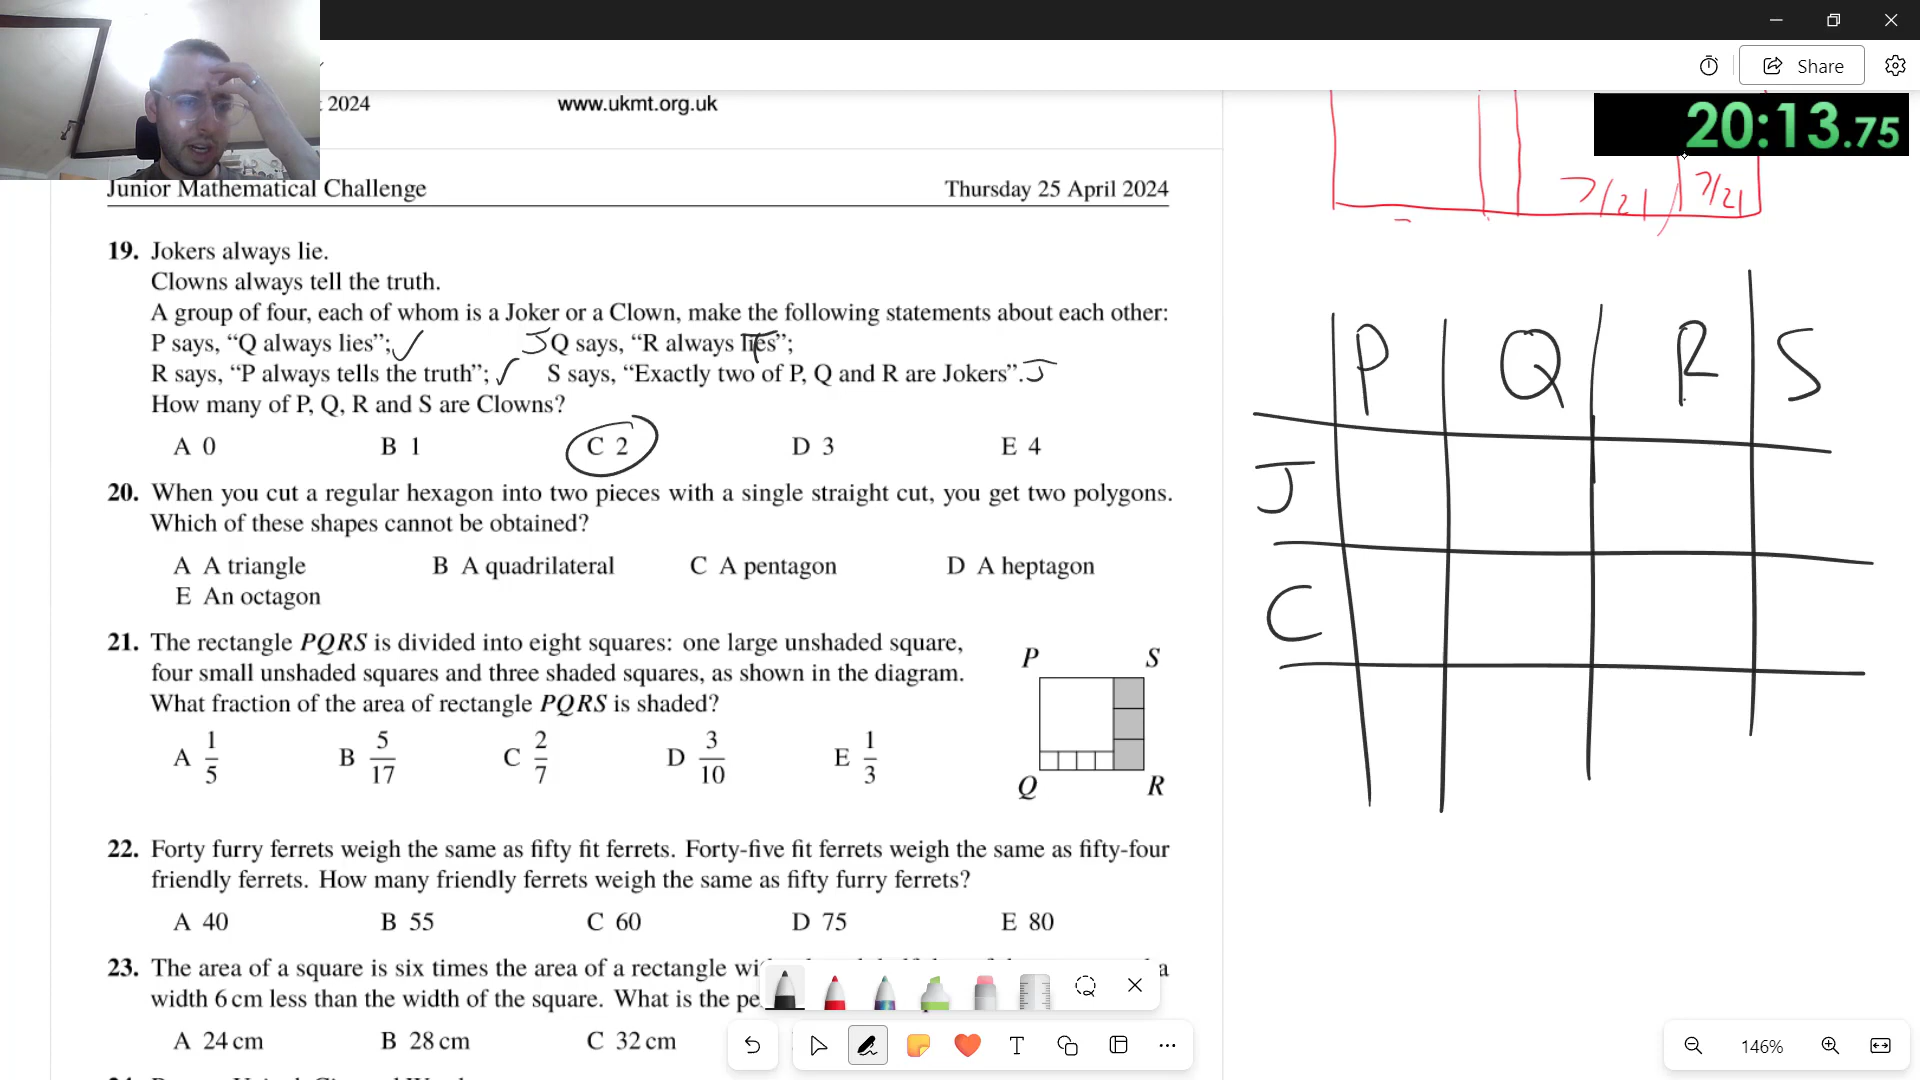 Share
: 2024 www.ukmt.org.uk
20:13.75
7/21 7/21
Junior Mathematical Challenge Thursday 25 April 2024
19. Jokers always lie.
Clowns always tell the truth.
A group of four, each of whom is a Joker or a Clown, make the following statements about each other:
P says, “Q always lies”; ✓ J Q says, “R always lies”; T
R says, “P always tells the truth”; ✓ S says, “Exactly two of P, Q and R are Jokers”. J
How many of P, Q, R and S are Clowns?
A 0 B 1 C 2 D 3 E 4
20. When you cut a regular hexagon into two pieces with a single straight cut, you get two polygons.
Which of these shapes cannot be obtained?
A A triangle B A quadrilateral C A pentagon D A heptagon
E An octagon
21. The rectangle PQRS is divided into eight squares: one large unshaded square,
four small unshaded squares and three shaded squares, as shown in the diagram.
What fraction of the area of rectangle PQRS is shaded?
A 1/5 B 5/17 C 2/7 D 3/10 E 1/3
P S
Q R
22. Forty furry ferrets weigh the same as fifty fit ferrets. Forty-five fit ferrets weigh the same as fifty-four
friendly ferrets. How many friendly ferrets weigh the same as fifty furry ferrets?
A 40 B 55 C 60 D 75 E 80
23. The area of a square is six times the area of a rectangle a
width 6 cm less than the width of the square. What is the
A 24 cm B 28 cm C 32 cm
P Q R S
J
C
T
146%